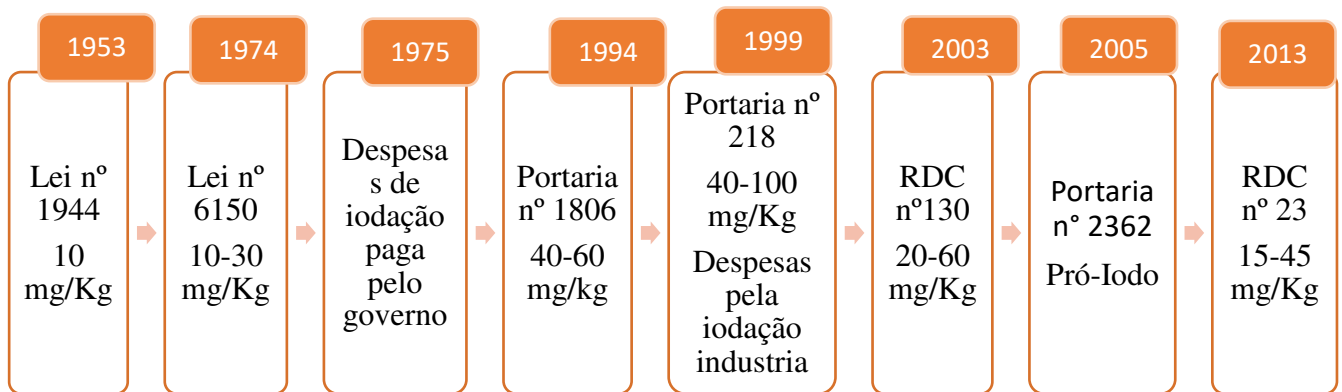 1953
Lei nº
1944
10
mg/Kg
1974
Lei nº
6150
10-30
mg/Kg
1975
Despesa
s de
iodação
paga
pelo
governo
1994
Portaria
nº 1806
40-60
mg/kg
1999
Portaria nº
218
40-100
mg/Kg
Despesas
pela
iodação
industria
2003
RDC
nº130
20-60
mg/Kg
2005
Portaria
n° 2362
Pró-Iodo
2013
RDC
nº 23
15-45
mg/Kg